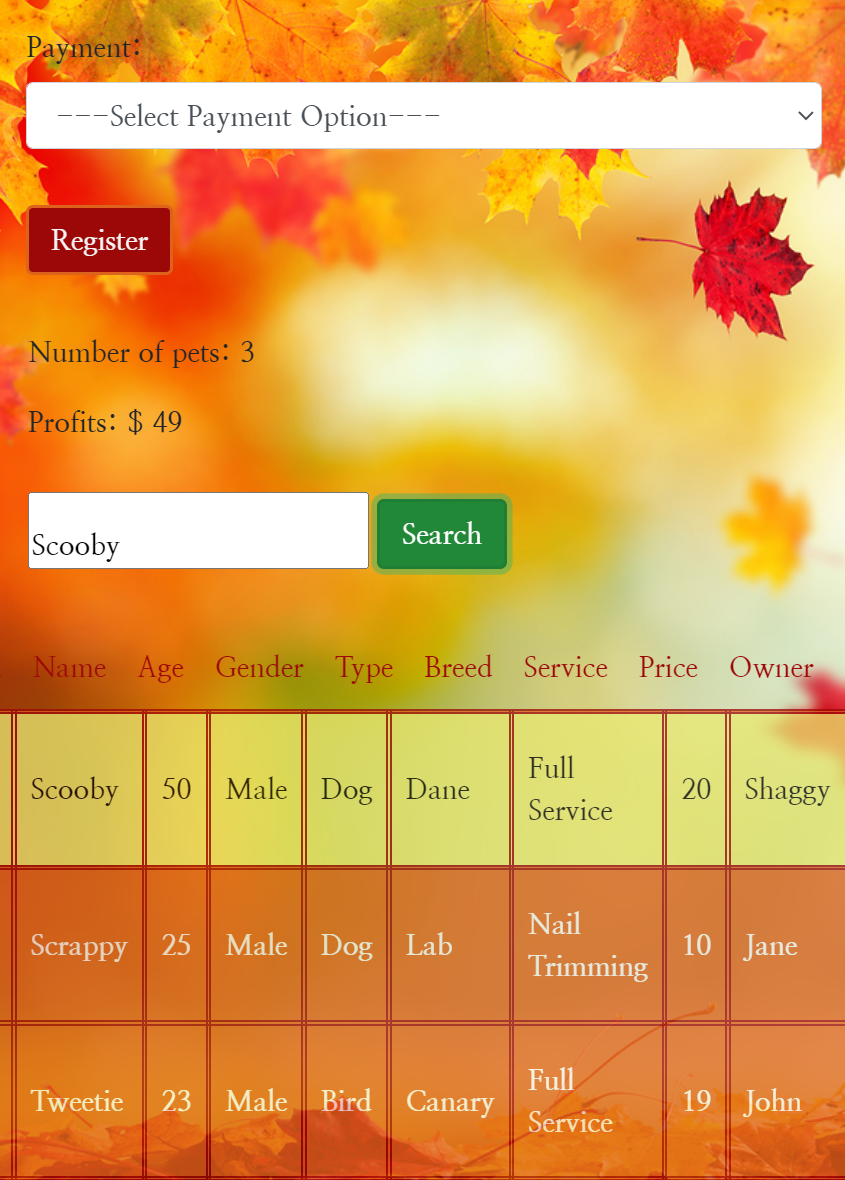 Payment:
---Select Payment Option---
Register
Number of pets: 3
Profits: $ 49
Scooby Search
Name Age Gender Type Breed Service Price Owner
Scooby 50 Male Dog Dane Full Service 20 Shaggy
Scrappy 25 Male Dog Lab Nail Trimming 10 Jane
Tweetie 23 Male Bird Canary Full Service 19 John